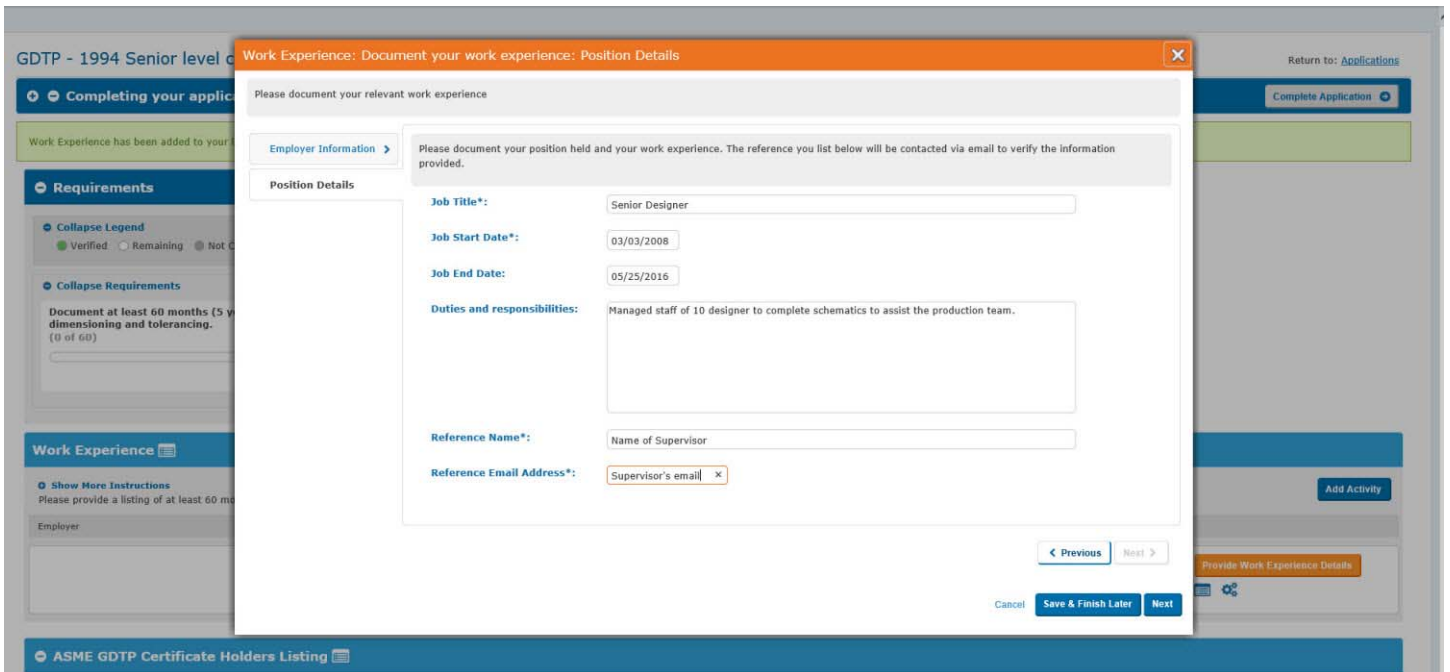 GDTP - 1994 Senior level c
Return to: Applications
Completing your applica
Complete Application
Work Experience has been added to your
Requirements
Collapse Legend
Verified Remaining Not C
Collapse Requirements
Document at least 60 months (5 y
dimensioning and tolerancing.
(0 of 60)
Work Experience
Show More Instructions
Please provide a listing of at least 60 mo
Employer
Add Activity
Provide Work Experience Details
ASME GDTP Certificate Holders Listing
Work Experience: Document your work experience: Position Details
Please document your relevant work experience
Employer Information
Position Details
Please document your position held and your work experience. The reference you list below will be contacted via email to verify the information
provided.
Job Title*: Senior Designer
Job Start Date*: 03/03/2008
Job End Date: 05/25/2016
Duties and responsibilities: Managed staff of 10 designer to complete schematics to assist the production team.
Reference Name*: Name of Supervisor
Reference Email Address*: Supervisor's email
Previous Next
Cancel Save & Finish Later Next